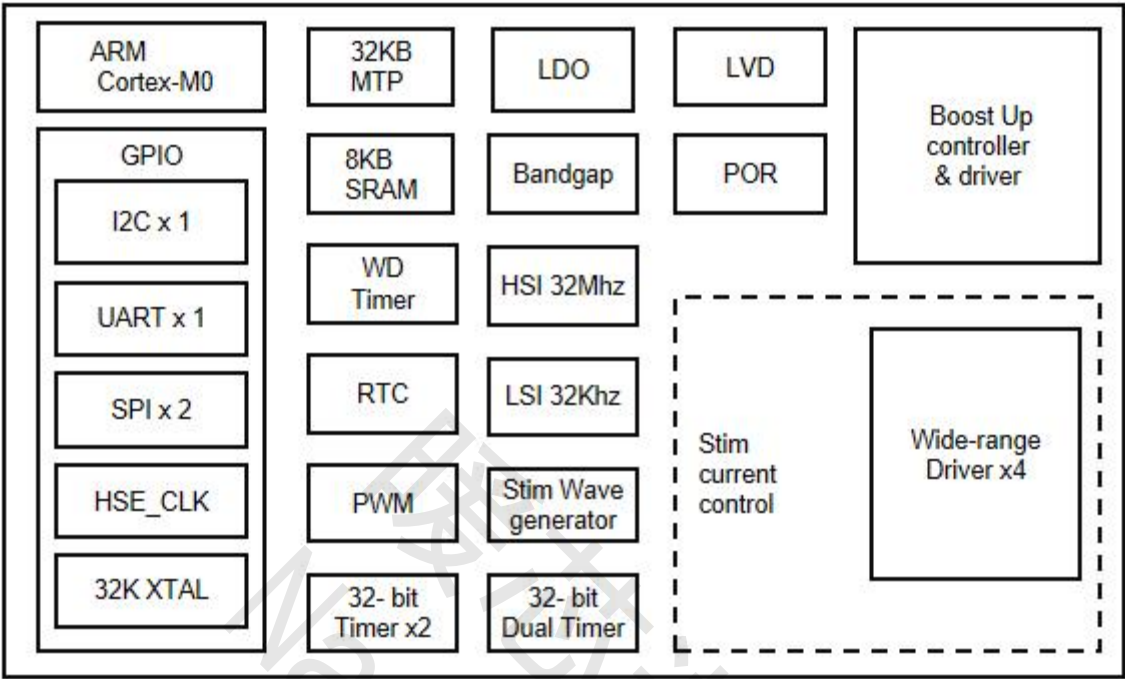 ARM
Cortex-M0
GPIO
I2C x 1
UART x 1
SPI x 2
HSE_CLK
32K XTAL
32KB
MTP
8KB
SRAM
WD
Timer
RTC
PWM
32- bit
Timer x2
LDO
Bandgap
HSI 32Mhz
LSI 32Khz
Stim Wave
generator
32- bit
Dual Timer
LVD
POR
Boost Up
controller
& driver
Stim
current
control
Wide-range
Driver x4
暖芯